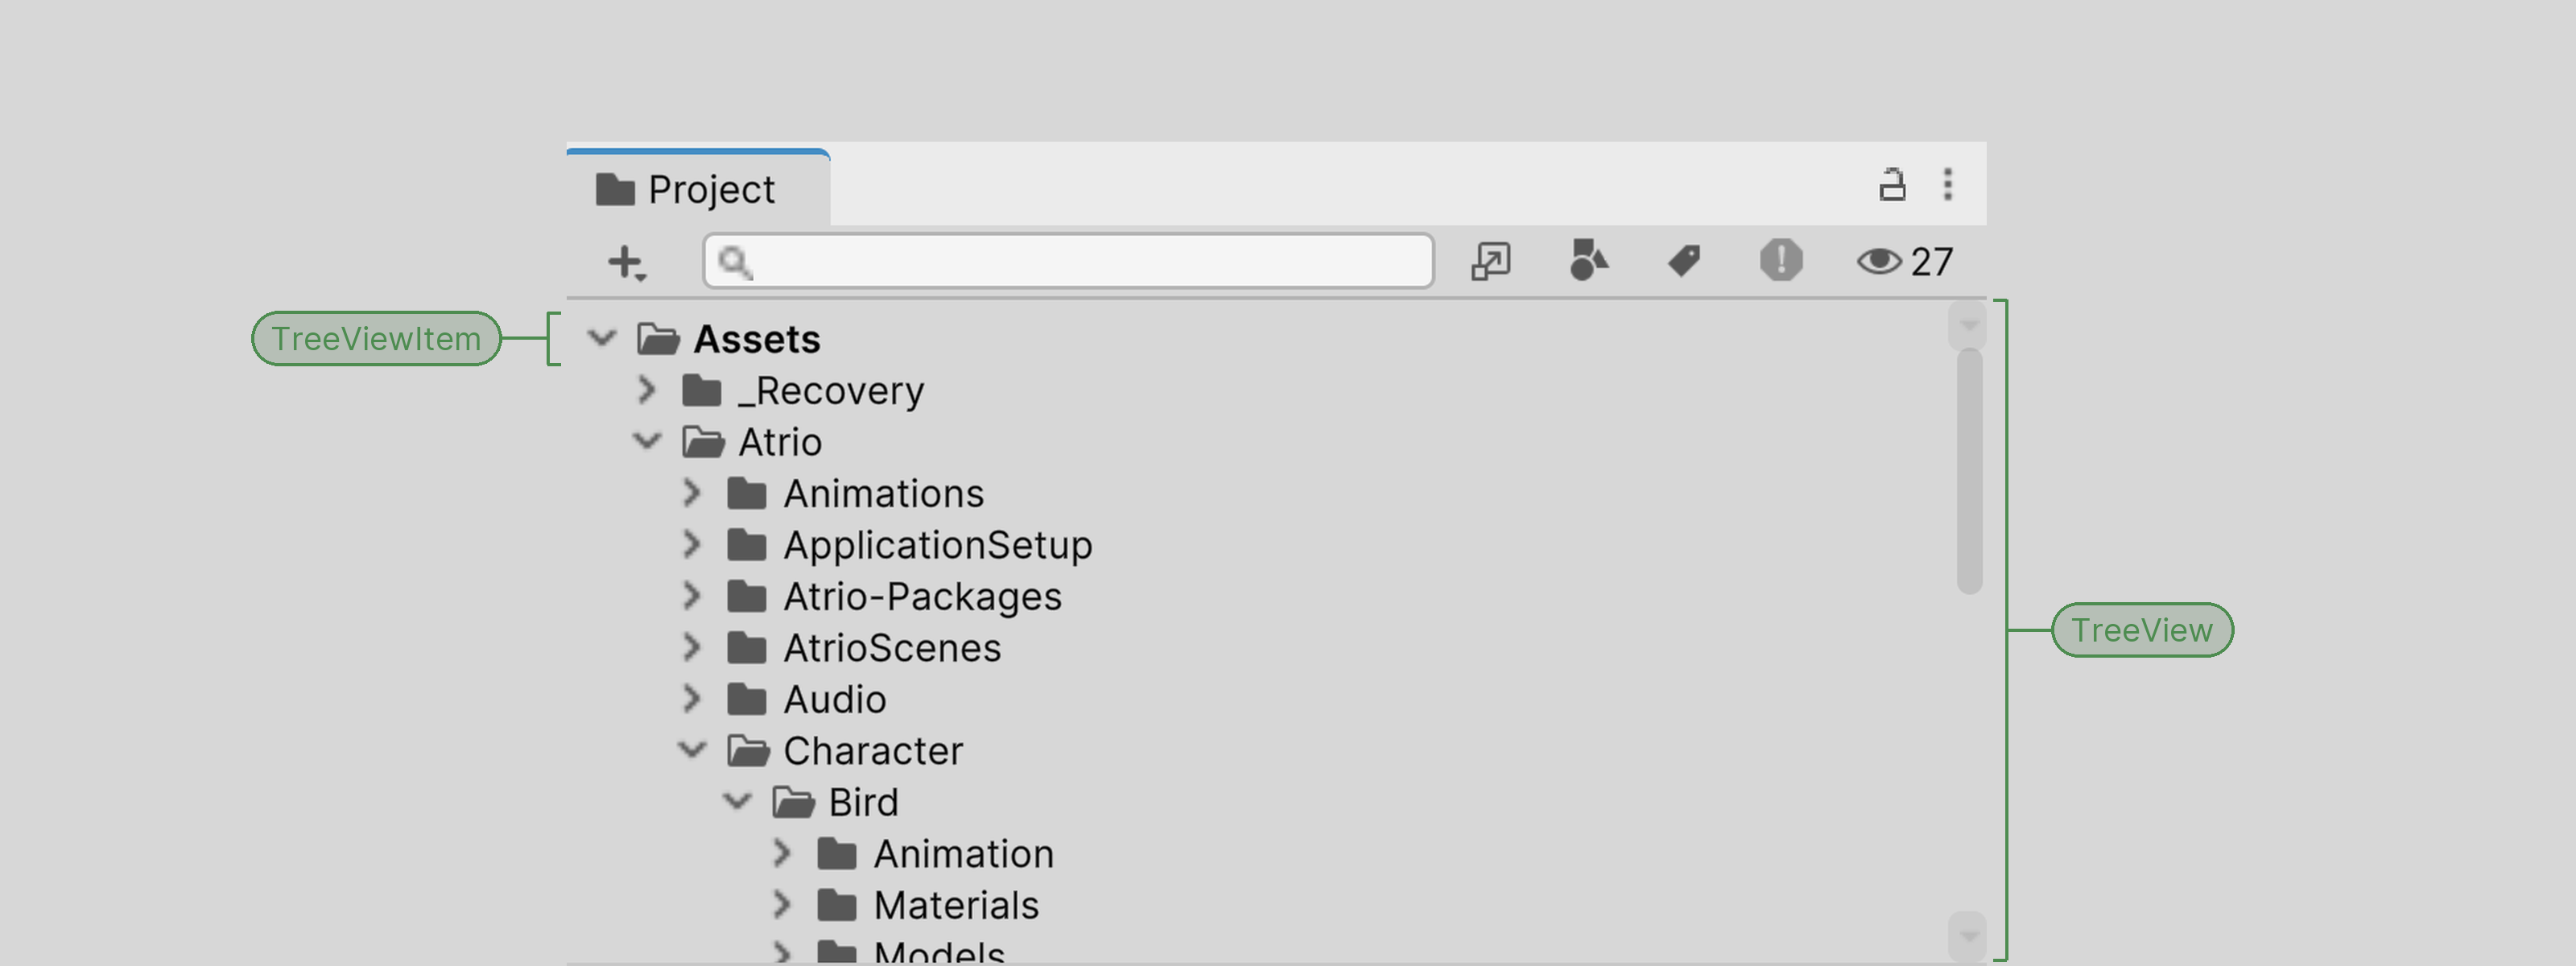 Project
27
TreeViewItem
Assets
_Recovery
Atrio
Animations
ApplicationSetup
Atrio-Packages
AtrioScenes
TreeView
Audio
Character
Bird
Animation
Materials
Models